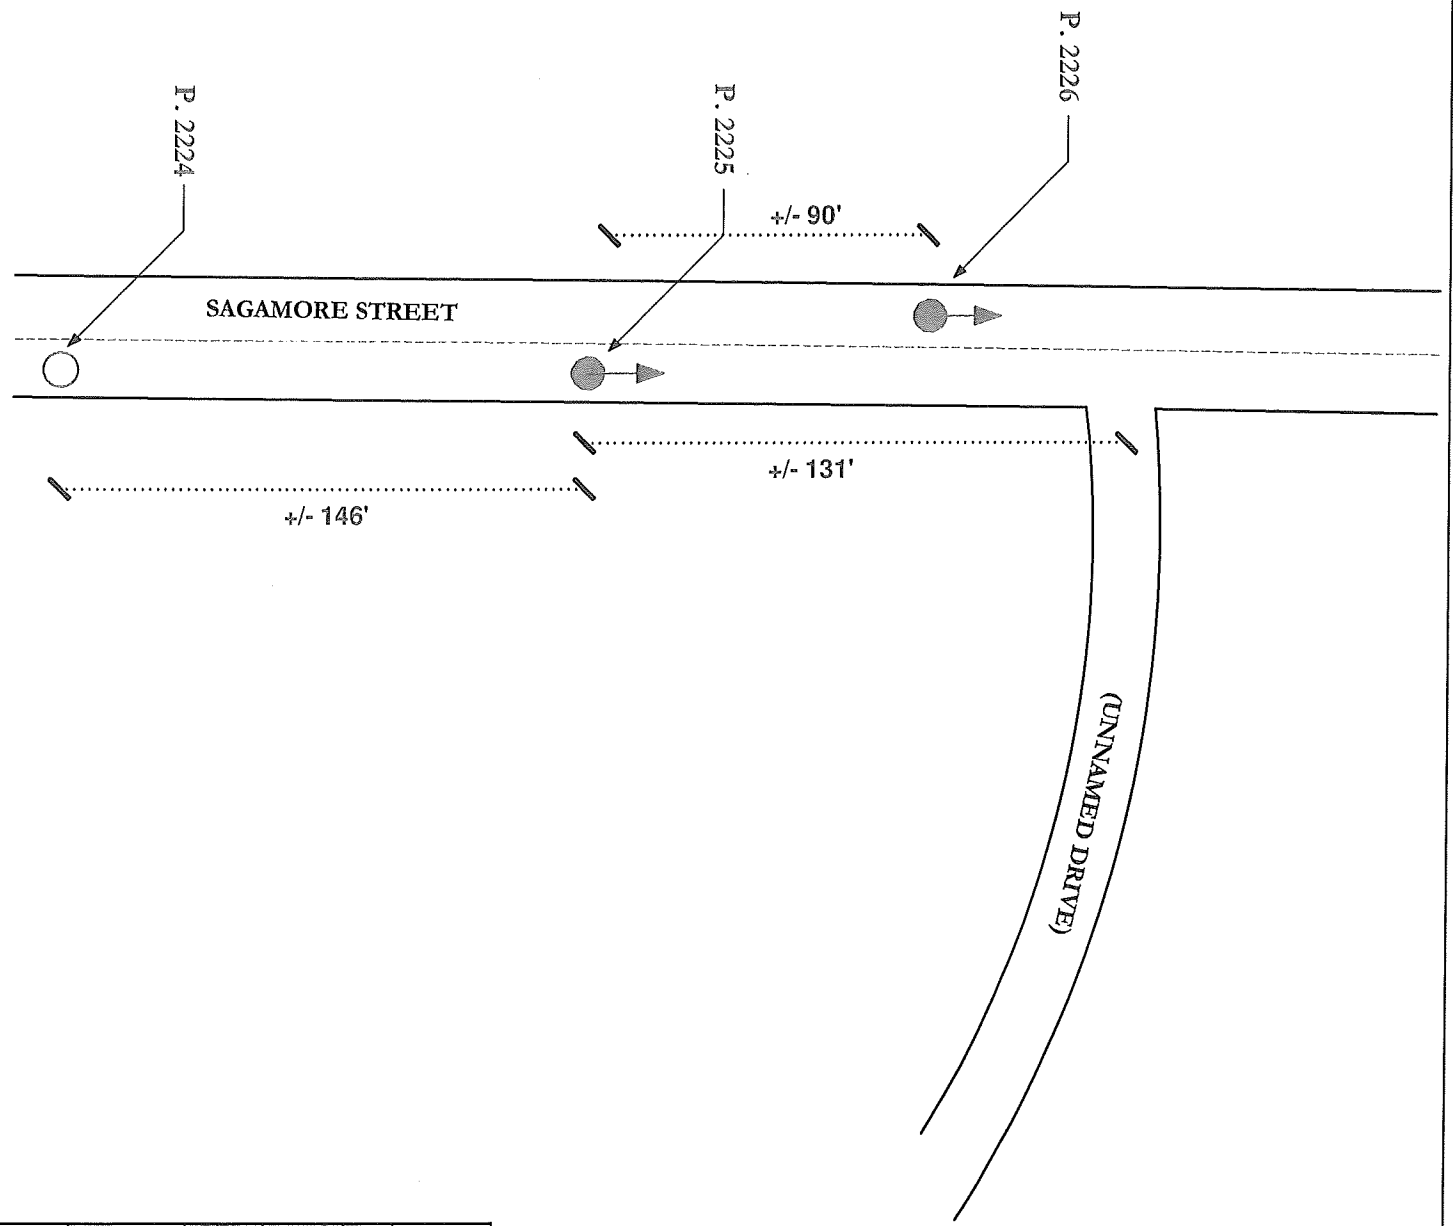 P. 2226
P. 2224
P. 2225
+/- 90'
SAGAMORE STREET
+/- 131'
+/- 146'
(UNNAMED DRIVE)